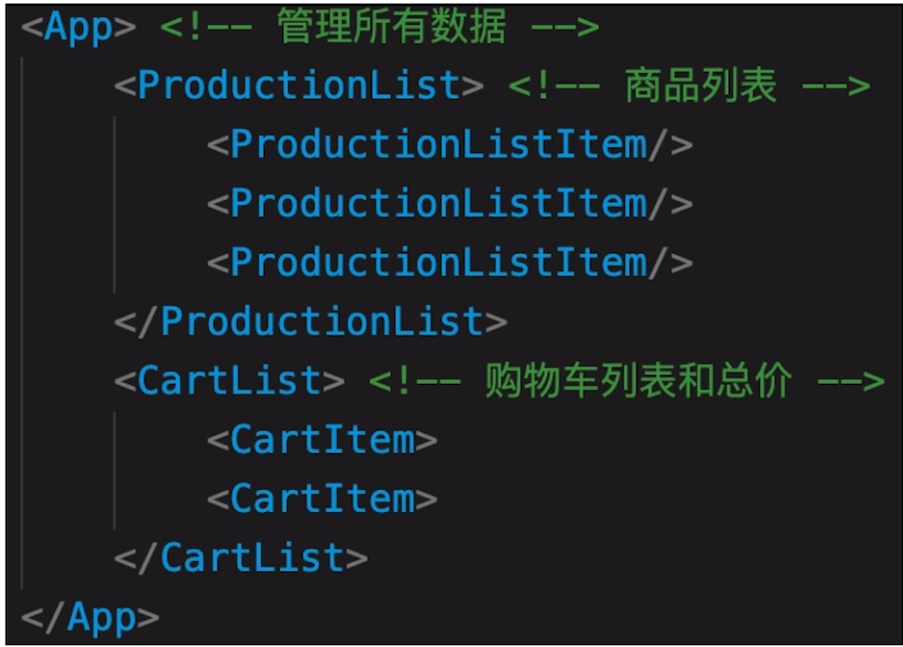 <App> <!-- 管理所有数据 -->
    <ProductionList> <!-- 商品列表 -->
        <ProductionListItem/>
        <ProductionListItem/>
        <ProductionListItem/>
    </ProductionList>
    <CartList> <!-- 购物车列表和总价 -->
        <CartItem>
        <CartItem>
    </CartList>
</App>